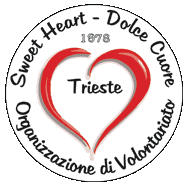 Sweet Heart - Dolce Cuore
1978
Trieste
Organizzazione di Volontariato